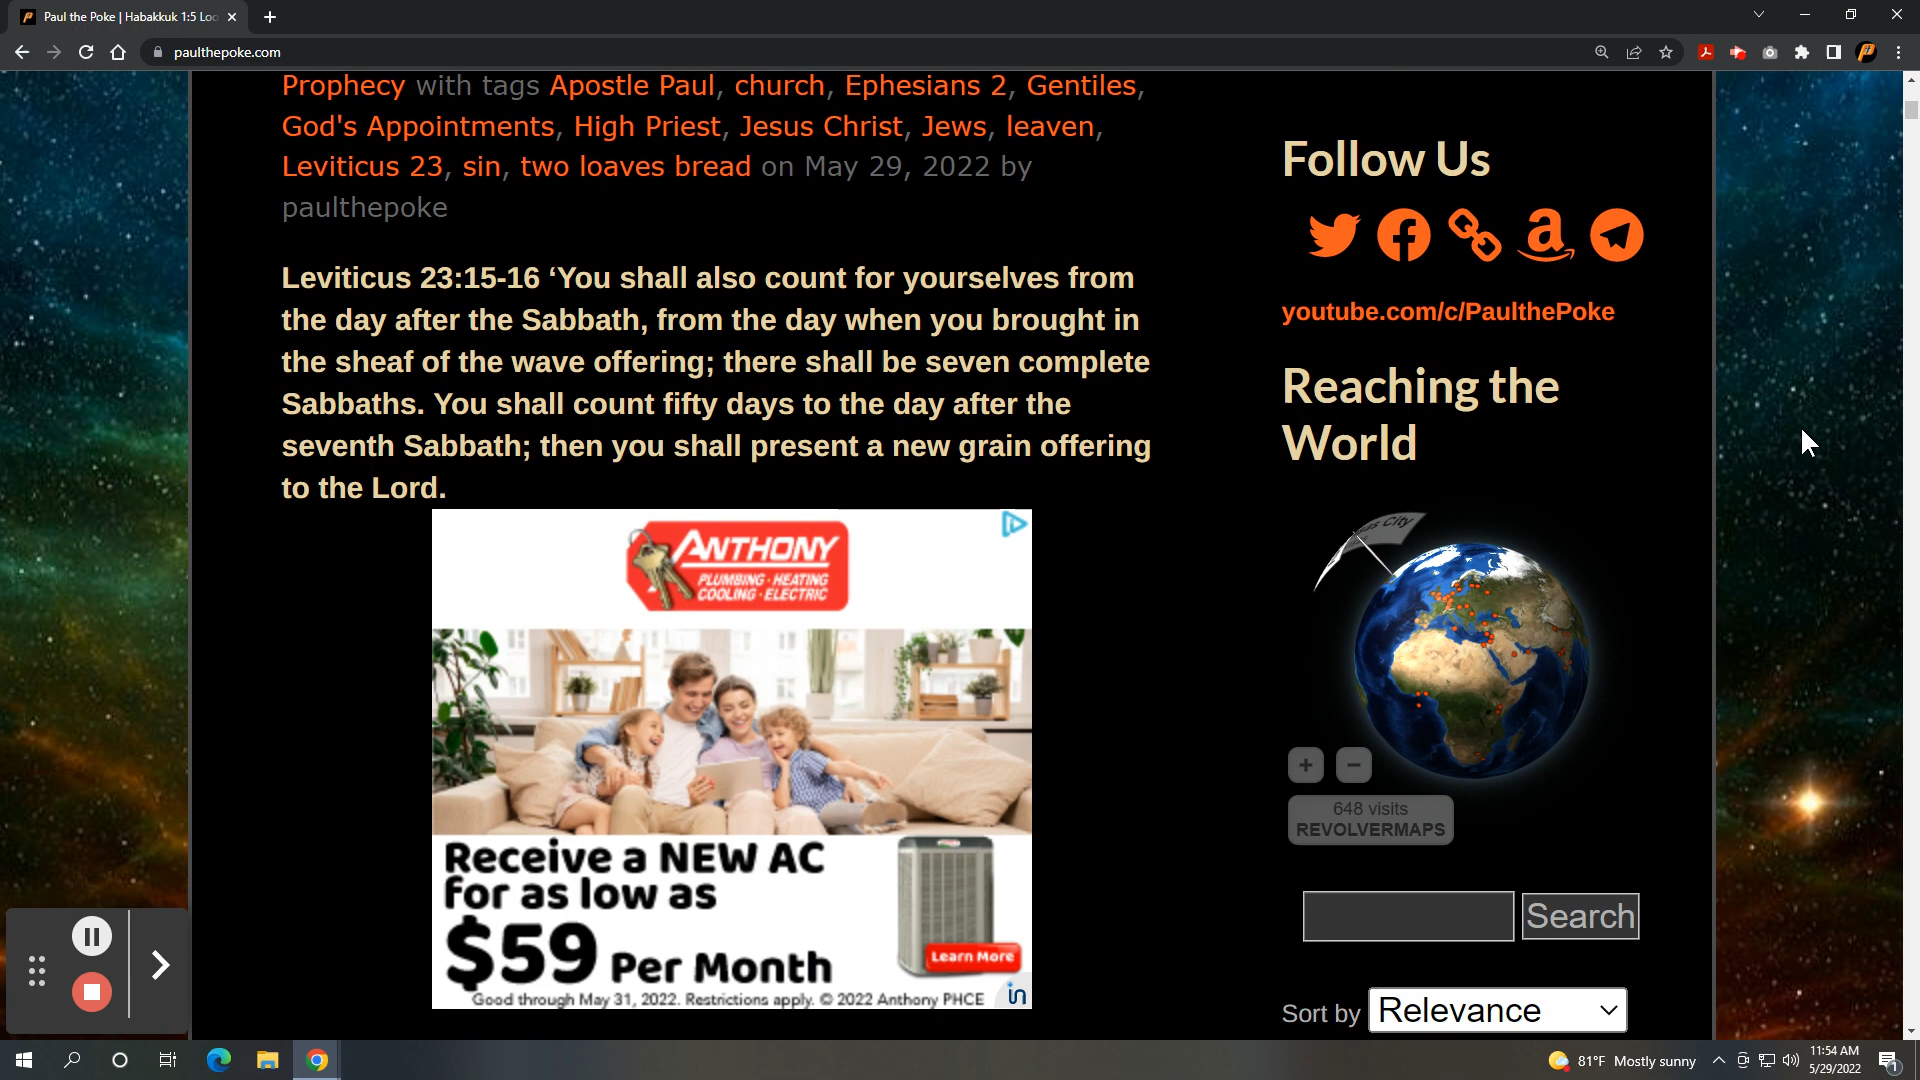 Paul the Poke | Habakkuk 1:5 Loo
paulthepoke.com
Prophecy with tags Apostle Paul, church, Ephesians 2, Gentiles,
God's Appointments, High Priest, Jesus Christ, Jews, leaven,
Leviticus 23, sin, two loaves bread on May 29, 2022 by
paulthepoke
Leviticus 23:15-16 ‘You shall also count for yourselves from
the day after the Sabbath, from the day when you brought in
the sheaf of the wave offering; there shall be seven complete
Sabbaths. You shall count fifty days to the day after the
seventh Sabbath; then you shall present a new grain offering
to the Lord.
ANTHONY
PLUMBING · HEATING
COOLING · ELECTRIC
Receive a NEW AC
for as low as
$59 Per Month
Learn More
Good through May 31, 2022. Restrictions apply. © 2022 Anthony PHCE
in
Follow Us
youtube.com/c/PaulthePoke
Reaching the
World
City
+ −
648 visits
REVOLVERMAPS
Search
Sort by Relevance
81°F Mostly sunny
11:54 AM
5/29/2022
1